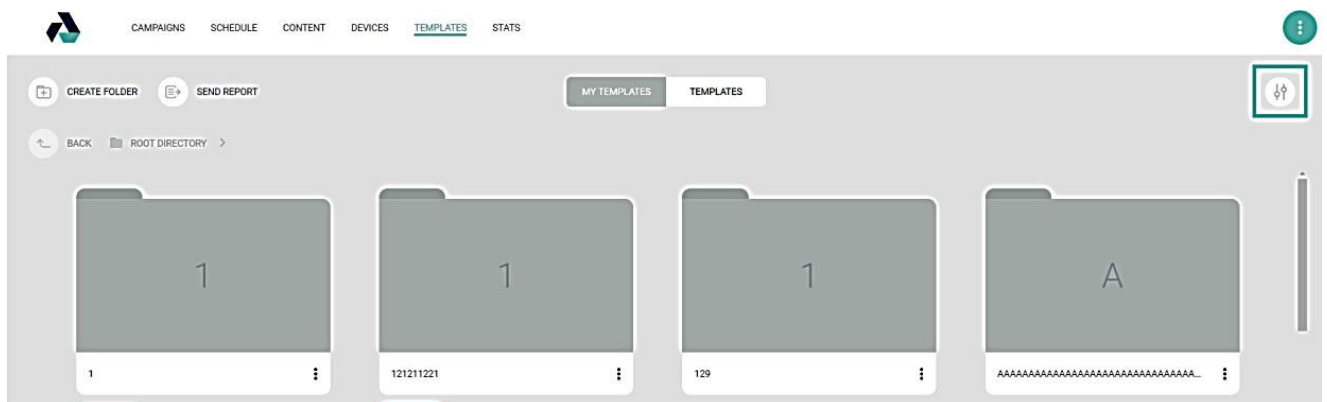 CAMPAIGNS SCHEDULE CONTENT DEVICES TEMPLATES STATS
CREATE FOLDER SEND REPORT MY TEMPLATES TEMPLATES
BACK ROOT DIRECTORY >
1 1 1 A
1 121211221 129 AAAAAAAAAAAAAAAAAAAAAAAAAAAAAAAAA...